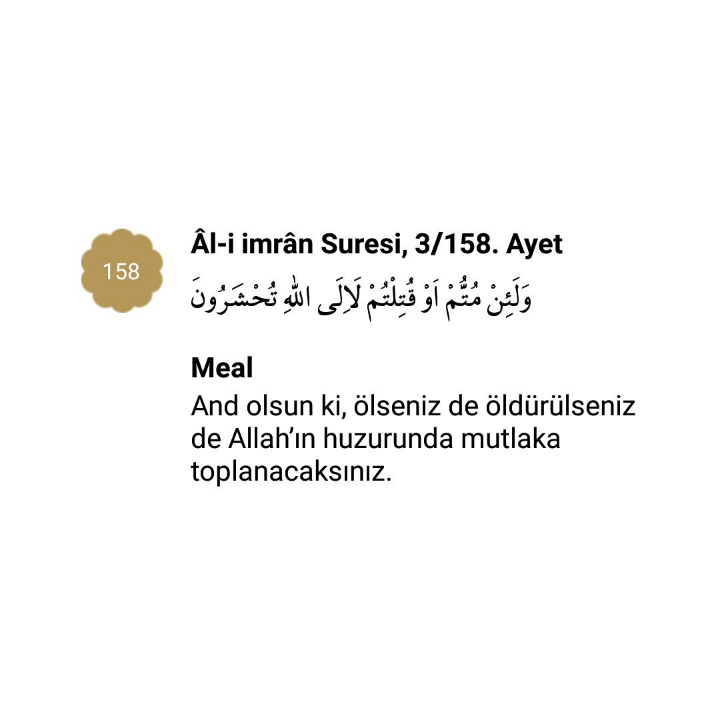 158
Âl-i imrân Suresi, 3/158. Ayet
وَلَئِنْ مُتُّمْ اَوْ قُتِلْتُمْ لَاِلَى اللّٰهِ تُحْشَرُونَ
Meal
And olsun ki, ölseniz de öldürülseniz
de Allah’ın huzurunda mutlaka
toplanacaksınız.